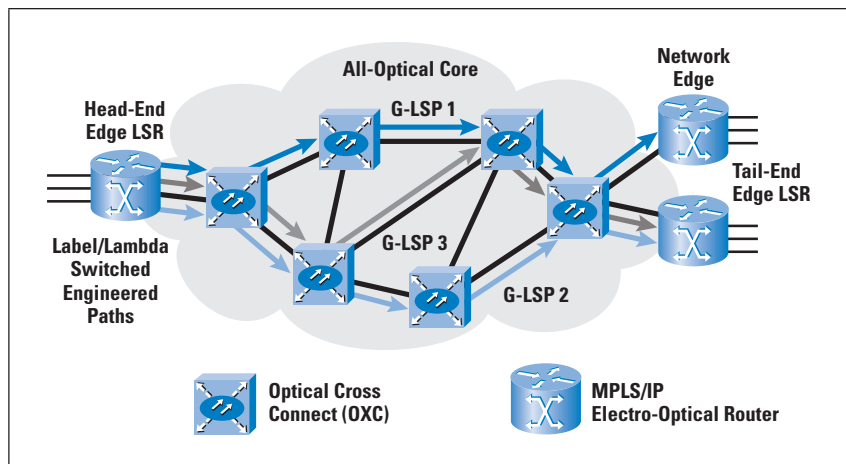 All-Optical Core
Network
Edge
Head-End
Edge LSR
G-LSP 1
Tail-End
Edge LSR
G-LSP 3
Label/Lambda
Switched
Engineered
Paths
G-LSP 2
Optical Cross
Connect (OXC)
MPLS/IP
Electro-Optical Router